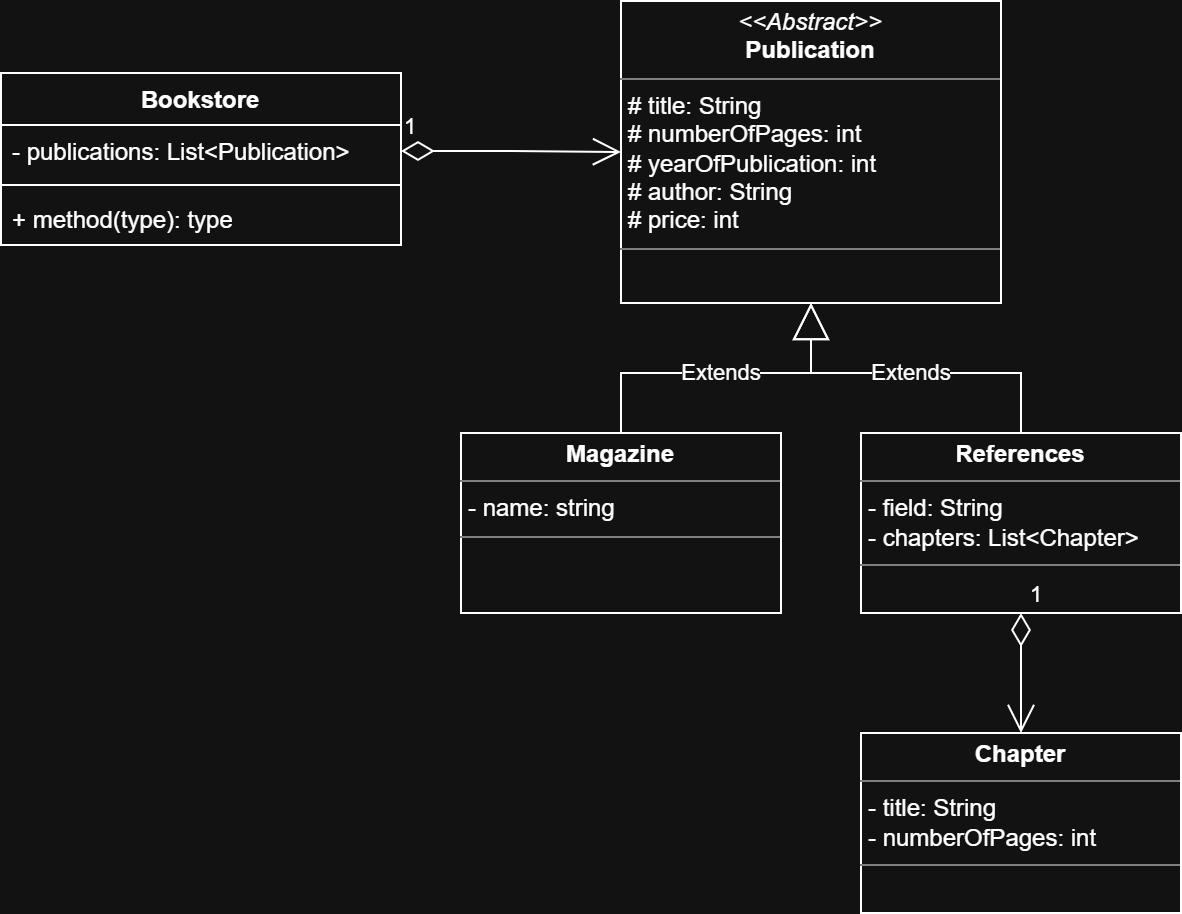 <<Abstract>>
Publication
# title: String
# numberOfPages: int
# yearOfPublication: int
# author: String
# price: int
Bookstore
- publications: List<Publication>
+ method(type): type
1
Extends
Extends
Magazine
- name: string
References
- field: String
- chapters: List<Chapter>
1
Chapter
- title: String
- numberOfPages: int